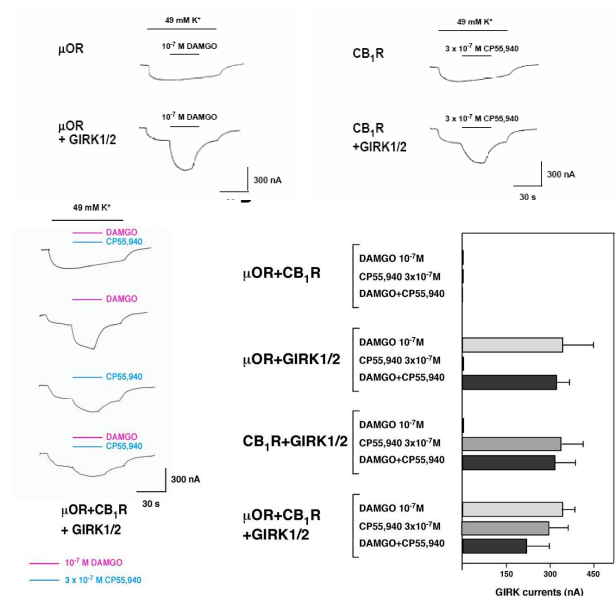 49 mM K⁺
µOR
10⁻⁷ M DAMGO
10⁻⁷ M DAMGO
µOR
+ GIRK1/2
300 nA
49 mM K⁺
CB₁R
3 x 10⁻⁷ M CP55,940
3 x 10⁻⁷ M CP55,940
CB₁R
+GIRK1/2
300 nA
30 s
49 mM K⁺
DAMGO
CP55,940
DAMGO
CP55,940
DAMGO
CP55,940
300 nA
30 s
µOR+CB₁R
+ GIRK1/2
10⁻⁷ M DAMGO
3 x 10⁻⁷ M CP55,940
µOR+CB₁R
DAMGO 10⁻⁷M
CP55,940 3x10⁻⁷M
DAMGO+CP55,940
µOR+GIRK1/2
DAMGO 10⁻⁷M
CP55,940 3x10⁻⁷M
DAMGO+CP55,940
CB₁R+GIRK1/2
DAMGO 10⁻⁷M
CP55,940 3x10⁻⁷M
DAMGO+CP55,940
µOR+CB₁R
+GIRK1/2
DAMGO 10⁻⁷M
CP55,940 3x10⁻⁷M
DAMGO+CP55,940
150 300 450
GIRK currents (nA)